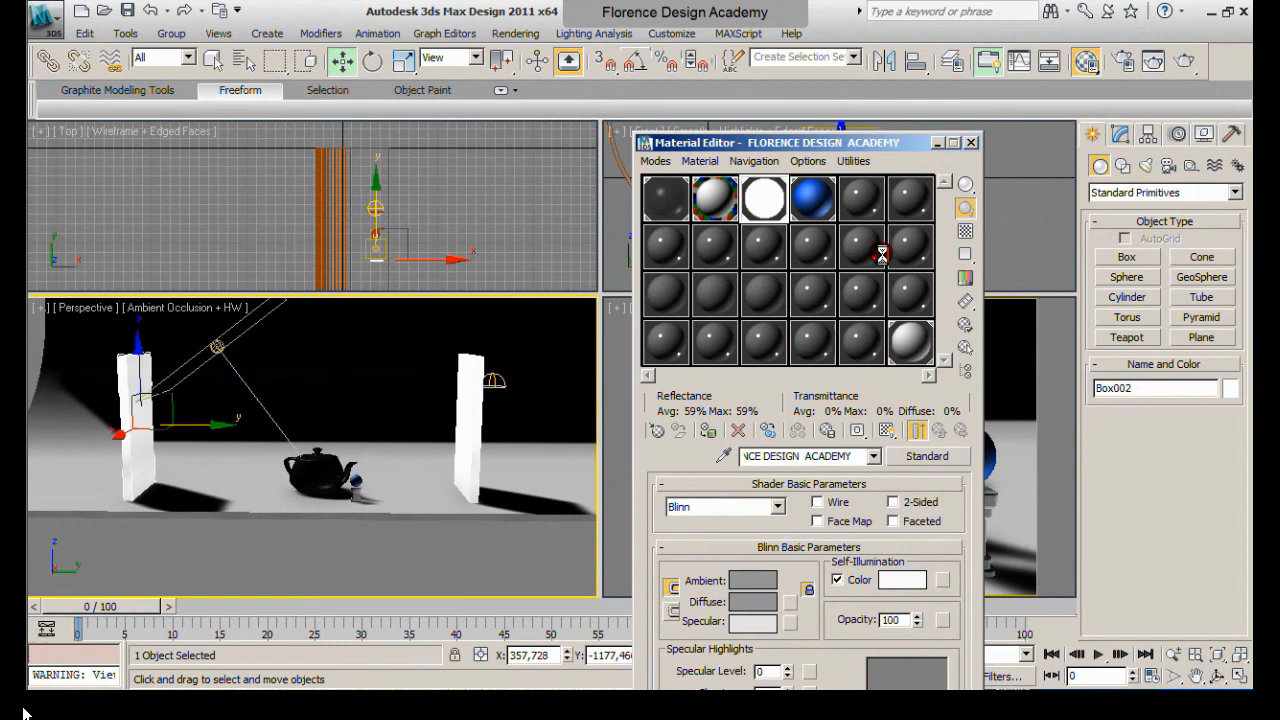 Autodesk 3ds Max Design 2011 x64
Florence Design Academy
Type a keyword or phrase
3DS
Edit Tools Group Views Create Modifiers Animation Graph Editors Rendering Lighting Analysis Customize MAXScript Help
All
View
Create Selection Se
Graphite Modeling Tools Freeform Selection Object Paint
[ + ] [ Top ] [ Wireframe + Edged Faces ]
Material Editor - FLORENCE DESIGN ACADEMY
Modes Material Navigation Options Utilities
Standard Primitives
Object Type
AutoGrid
Box Cone
Sphere GeoSphere
Cylinder Tube
Torus Pyramid
Teapot Plane
Name and Color
Box002
y
x
z
[ + ] [ Perspective ] [ Ambient Occlusion + HW ]
z
y
z
y
Reflectance Transmittance
Avg: 59% Max: 59% Avg: 0% Max: 0% Diffuse: 0%
NCE DESIGN ACADEMY
Standard
Shader Basic Parameters
Blinn
Wire 2-Sided
Face Map Faceted
Blinn Basic Parameters
Self-Illumination
Ambient:
Color
Diffuse:
Specular:
Opacity: 100
Specular Highlights
Specular Level: 0
0 / 100
0 5 10 15 20 25 30 35 40 45 50 55 100
1 Object Selected
X: 357,728
Y: -1177,46
WARNING: Vie
Click and drag to select and move objects
Filters...
0